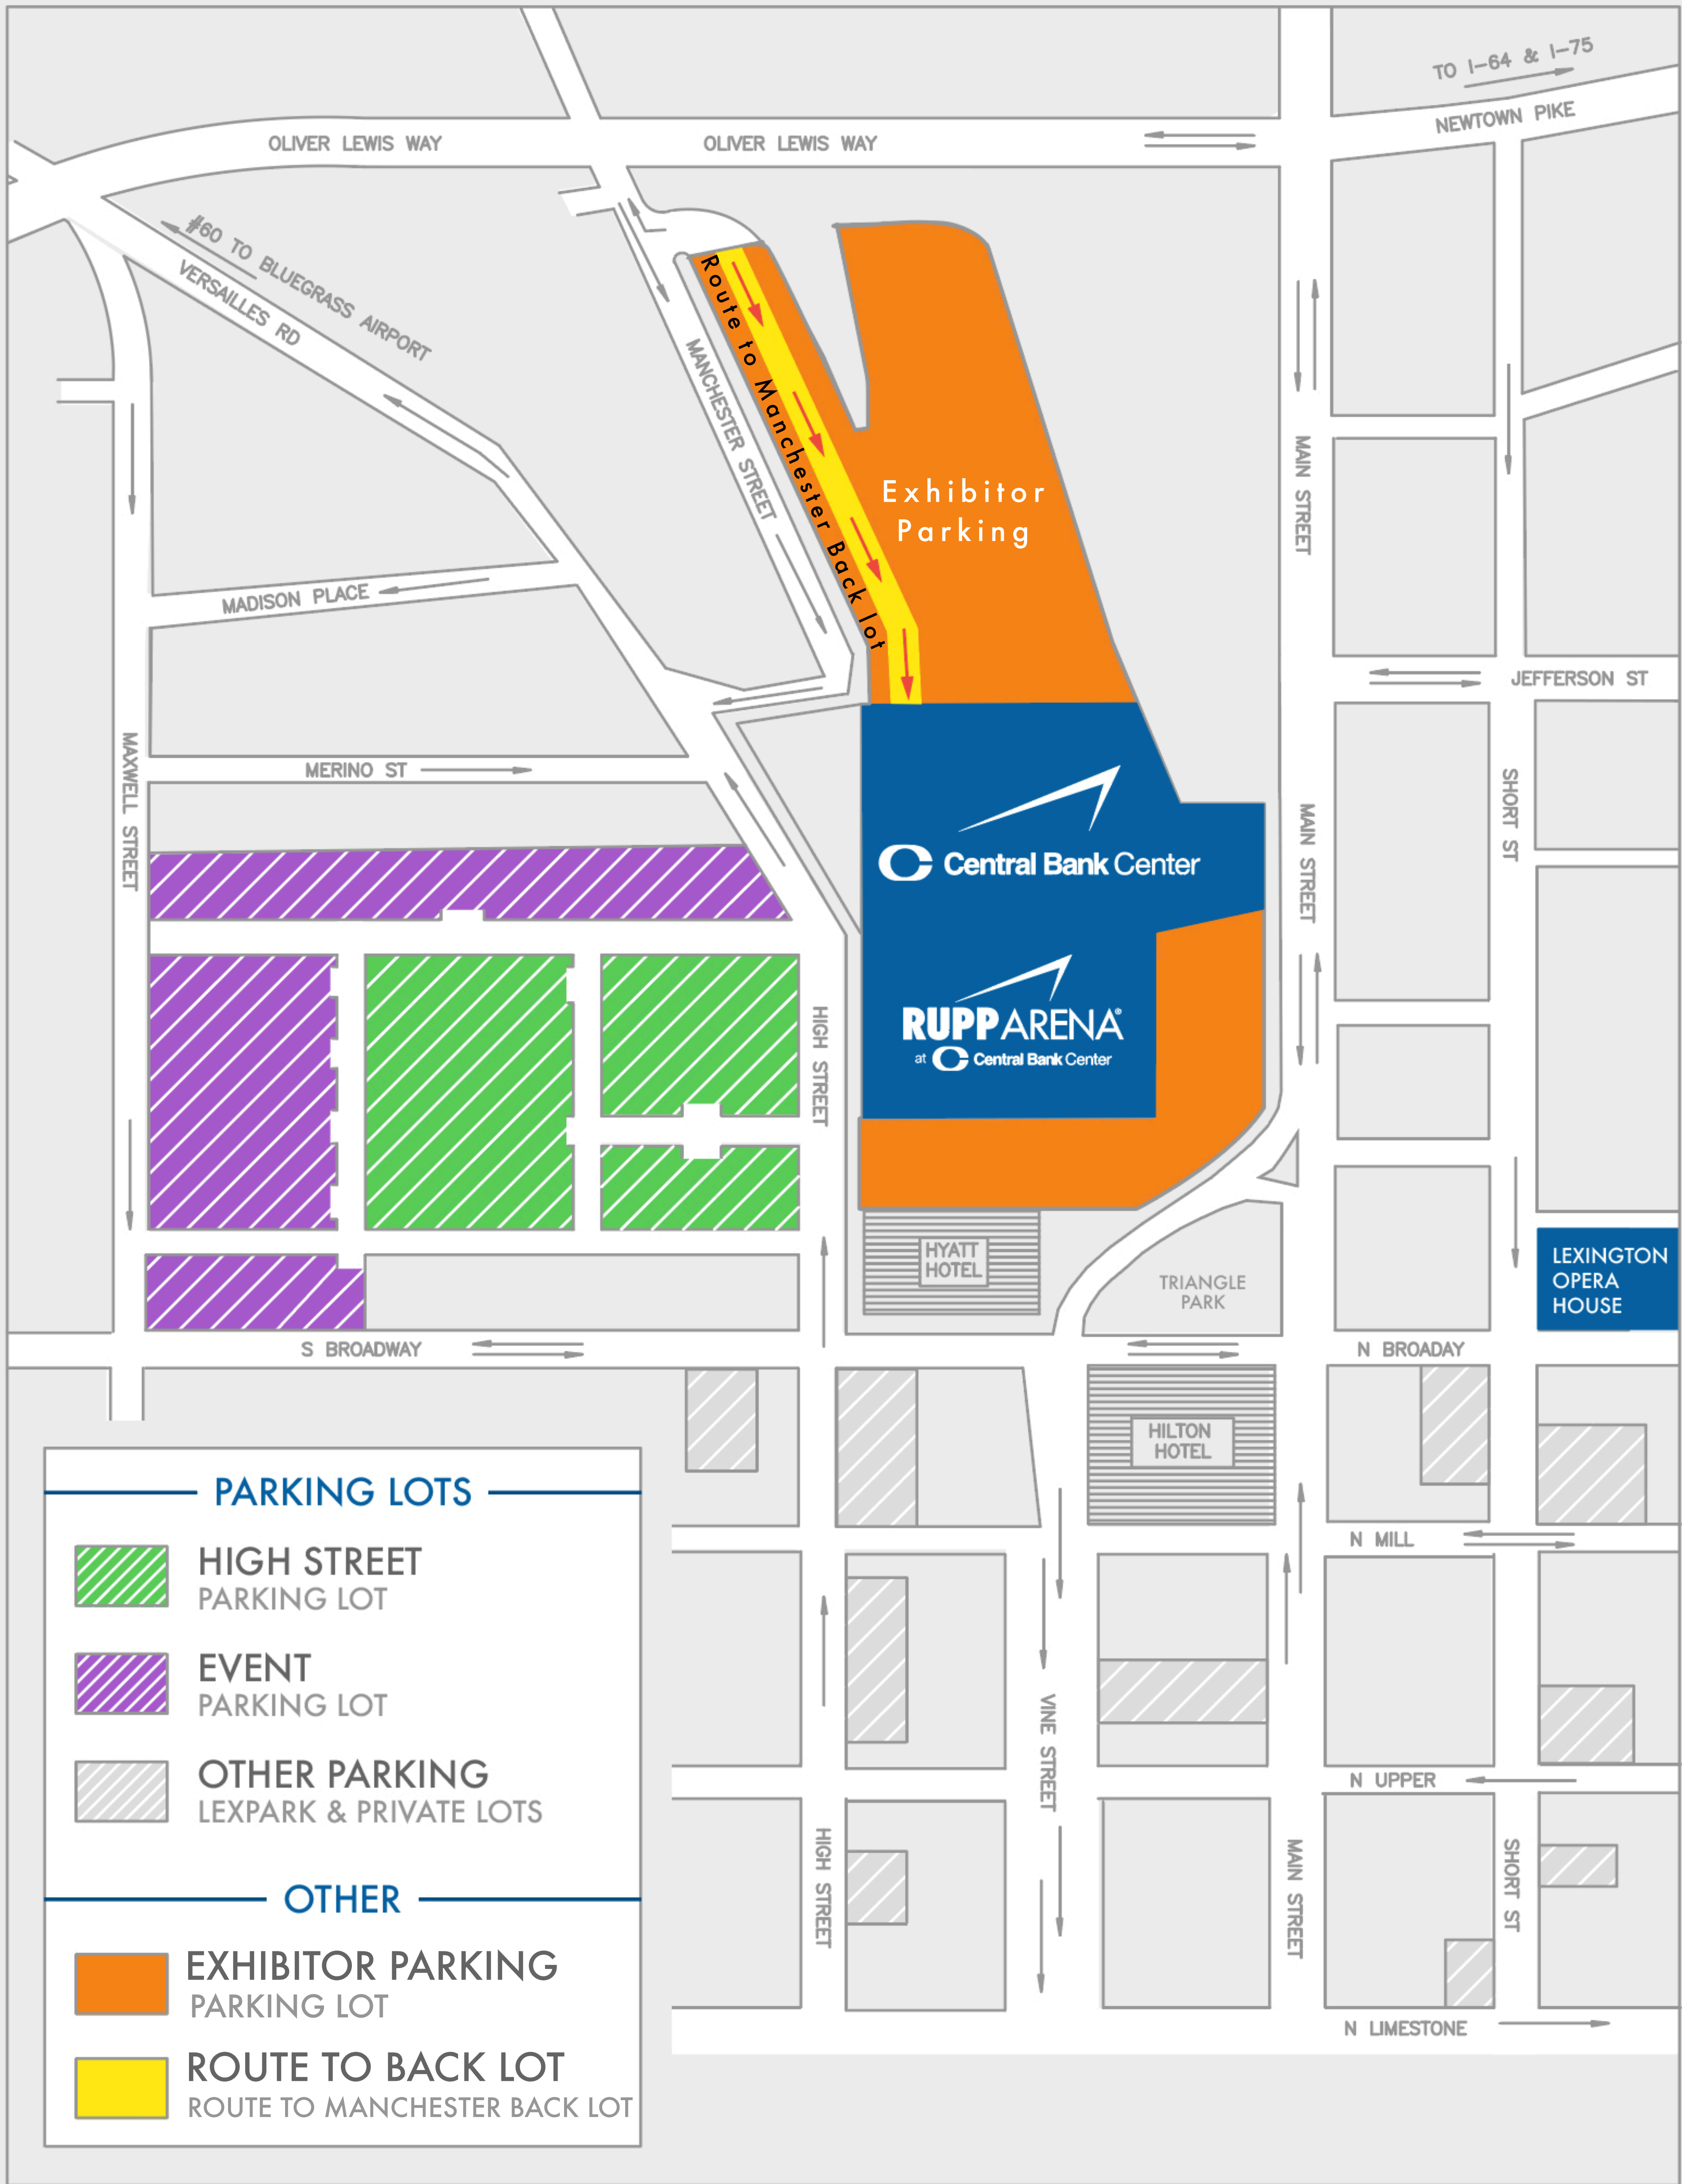 TO I-64 & I-75
NEWTOWN PIKE
OLIVER LEWIS WAY
OLIVER LEWIS WAY
#60 TO BLUEGRASS AIRPORT
VERSAILLES RD
Route to Manchester Back lot
MANCHESTER STREET
Exhibitor
Parking
MAIN STREET
MADISON PLACE
JEFFERSON ST
MAXWELL STREET
MERINO ST
SHORT ST
MAIN STREET
Central Bank Center
RUPP ARENA®
at Central Bank Center
HIGH STREET
HYATT
HOTEL
TRIANGLE
PARK
LEXINGTON
OPERA
HOUSE
S BROADWAY
N BROADAY
HILTON
HOTEL
N MILL
VINE STREET
N UPPER
HIGH STREET
MAIN STREET
SHORT ST
N LIMESTONE
PARKING LOTS
HIGH STREET
PARKING LOT
EVENT
PARKING LOT
OTHER PARKING
LEXPARK & PRIVATE LOTS
OTHER
EXHIBITOR PARKING
PARKING LOT
ROUTE TO BACK LOT
ROUTE TO MANCHESTER BACK LOT